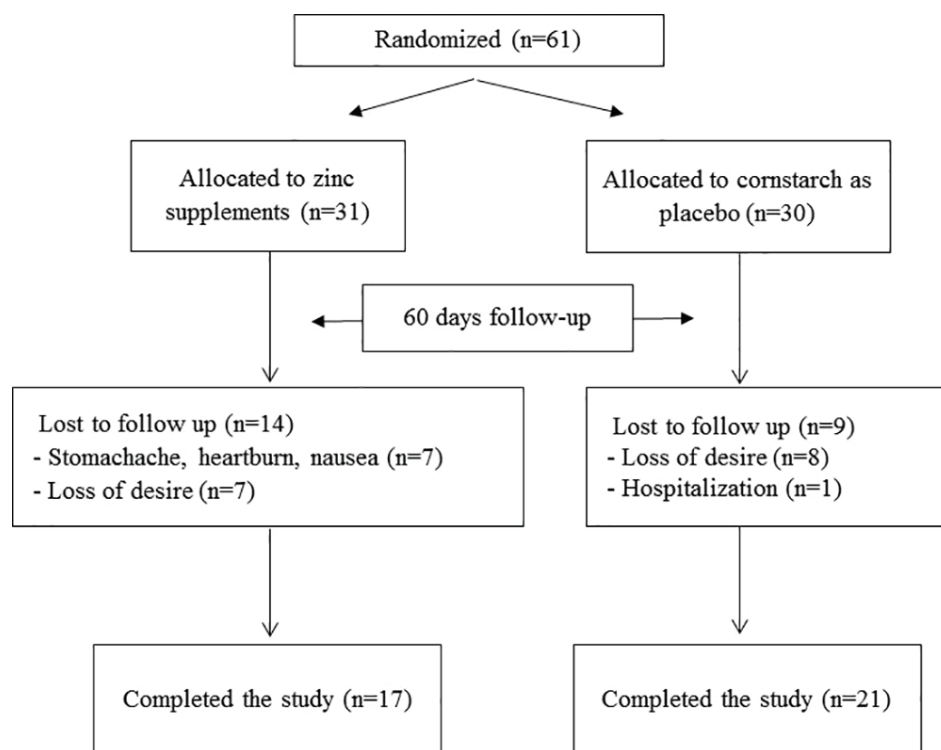 Randomized (n=61)
Allocated to zinc
supplements (n=31)
Allocated to cornstarch as
placebo (n=30)
60 days follow-up
Lost to follow up (n=14)
- Stomachache, heartburn, nausea (n=7)
- Loss of desire (n=7)
Lost to follow up (n=9)
- Loss of desire (n=8)
- Hospitalization (n=1)
Completed the study (n=17)
Completed the study (n=21)